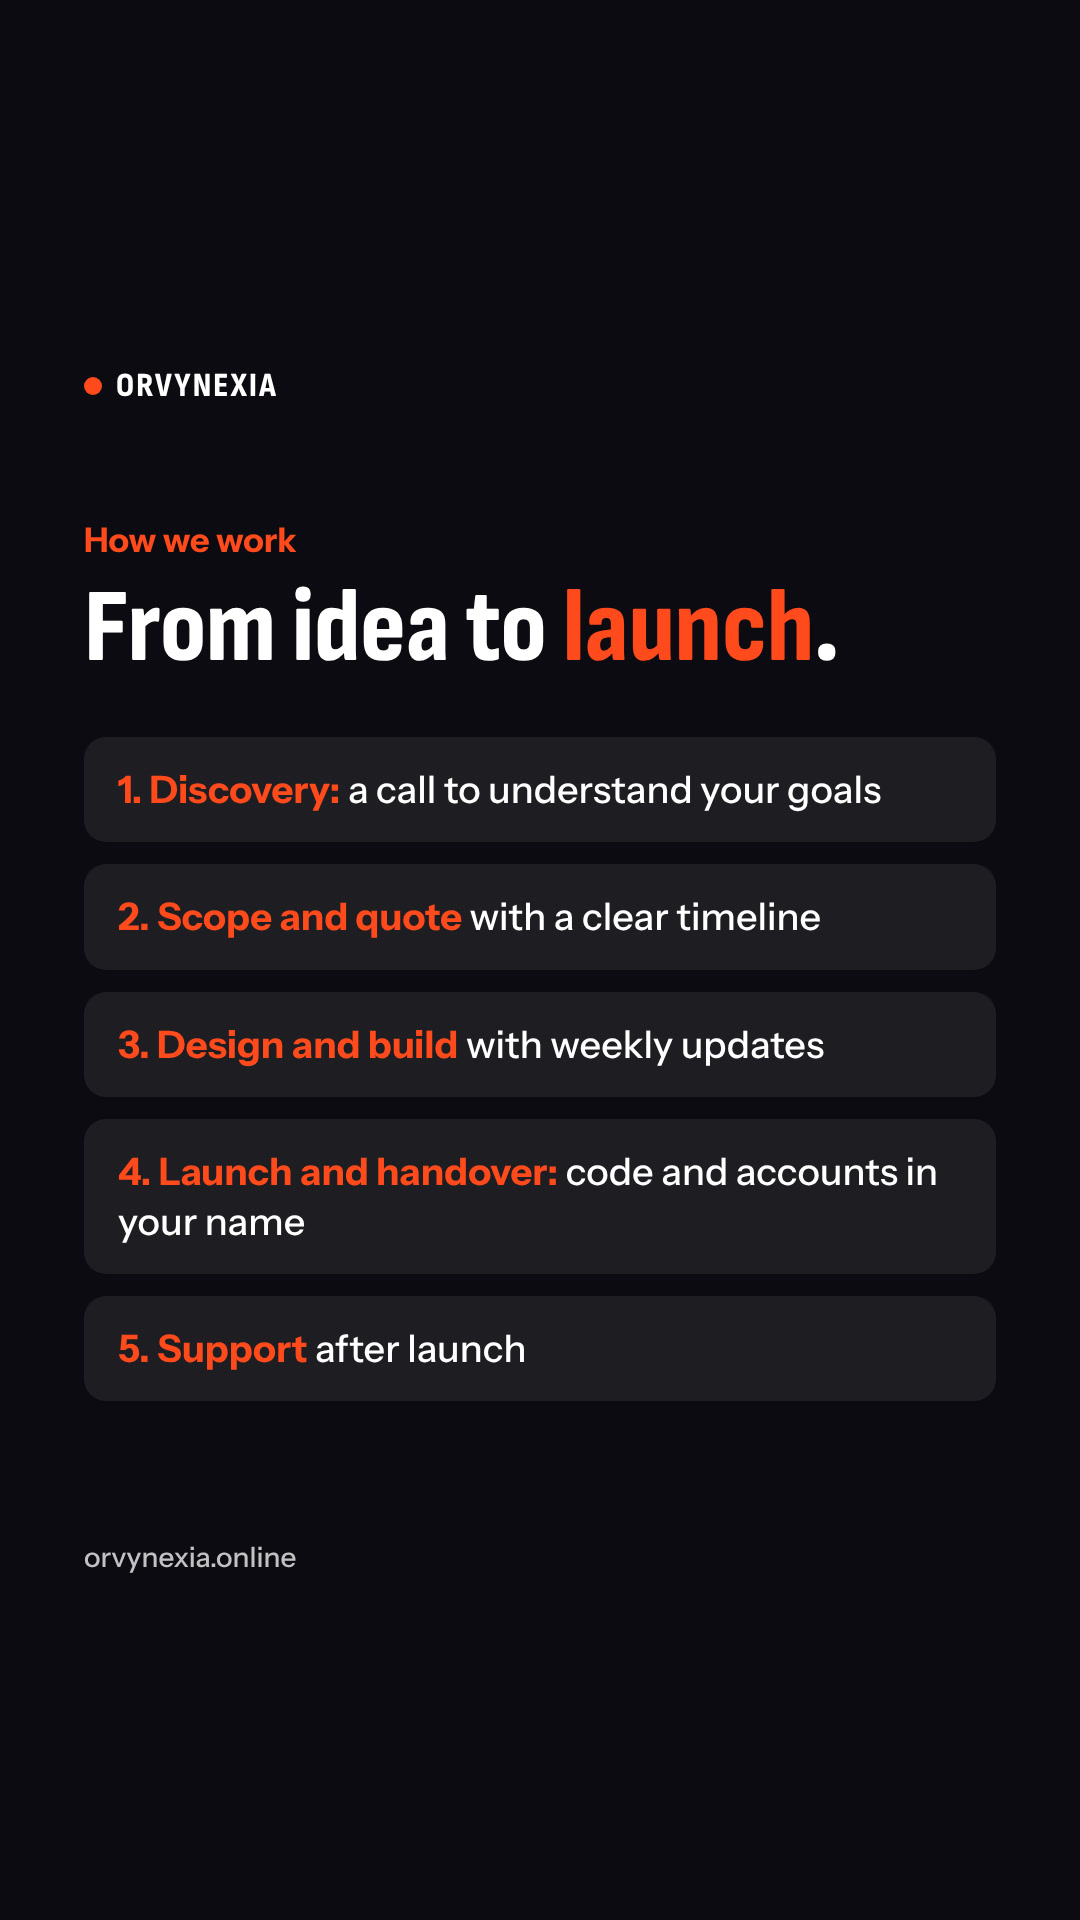 ORVYNEXIA
How we work
From idea to launch.
1. Discovery: a call to understand your goals
2. Scope and quote with a clear timeline
3. Design and build with weekly updates
4. Launch and handover: code and accounts in
your name
5. Support after launch
orvynexia.online